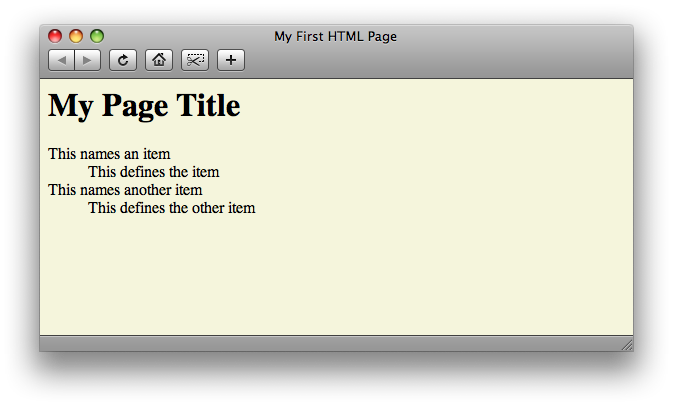 My First HTML Page
My Page Title
This names an item
This defines the item
This names another item
This defines the other item